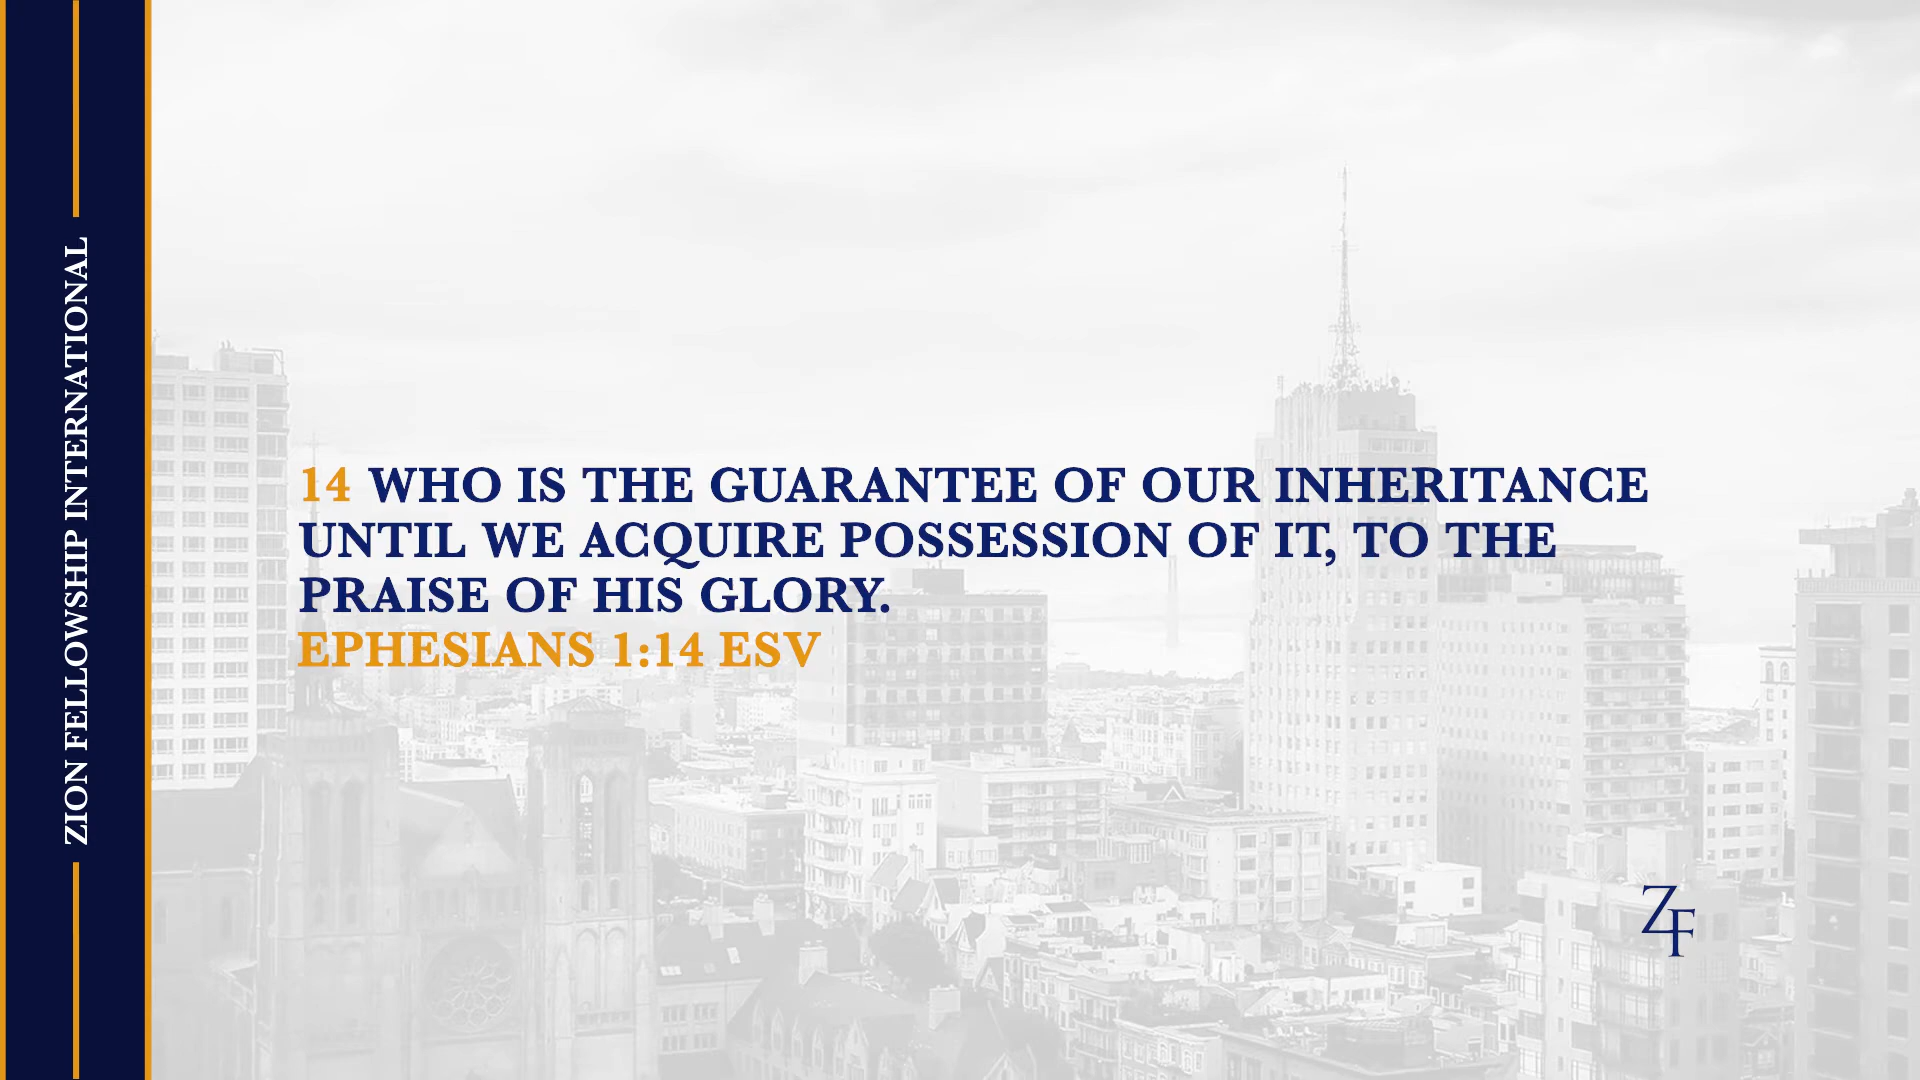 ZION FELLOWSHIP INTERNATIONAL
14 WHO IS THE GUARANTEE OF OUR INHERITANCE
UNTIL WE ACQUIRE POSSESSION OF IT, TO THE
PRAISE OF HIS GLORY.
EPHESIANS 1:14 ESV
ZF